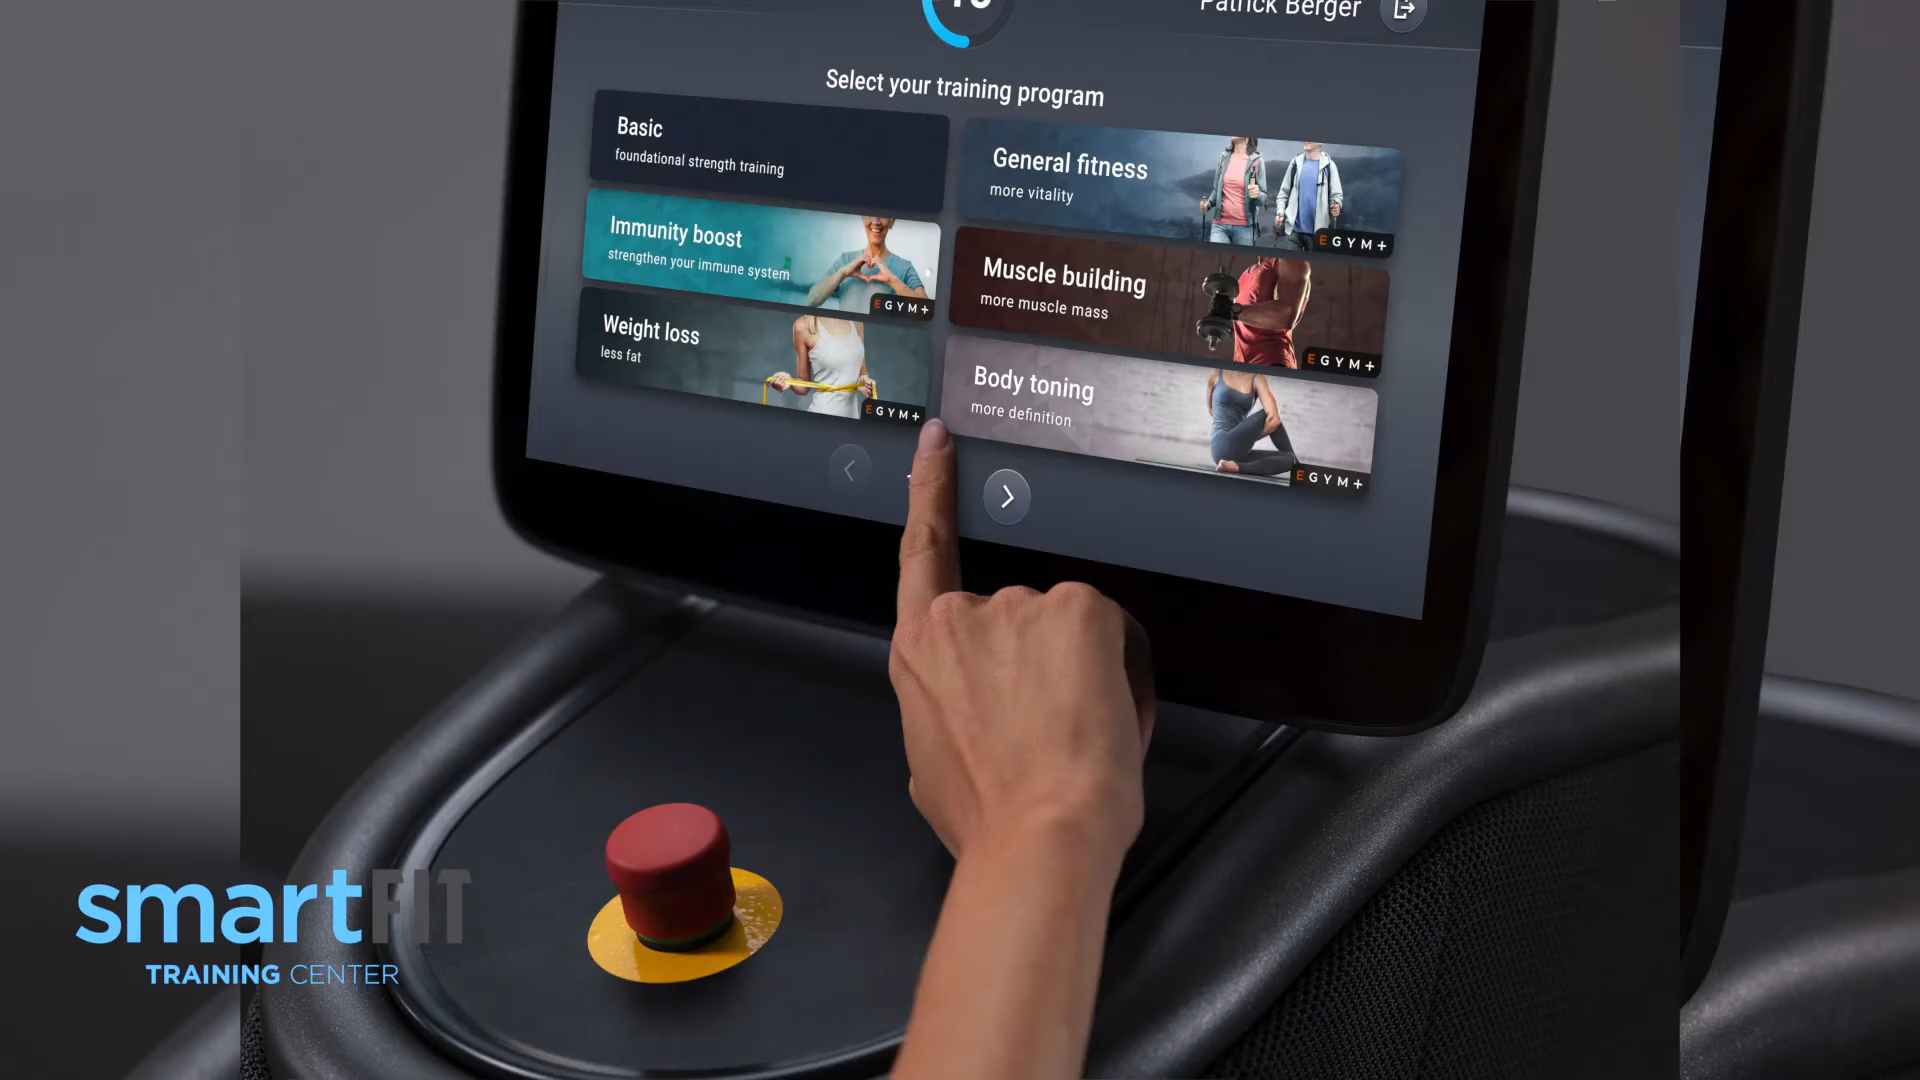 Patrick Berger
Select your training program
Basic
foundational strength training
General fitness
more vitality
EGYM+
Immunity boost
strengthen your immune system
EGYM+
Muscle building
more muscle mass
EGYM+
Weight loss
less fat
EGYM+
Body toning
more definition
EGYM+
smartFIT
TRAINING CENTER